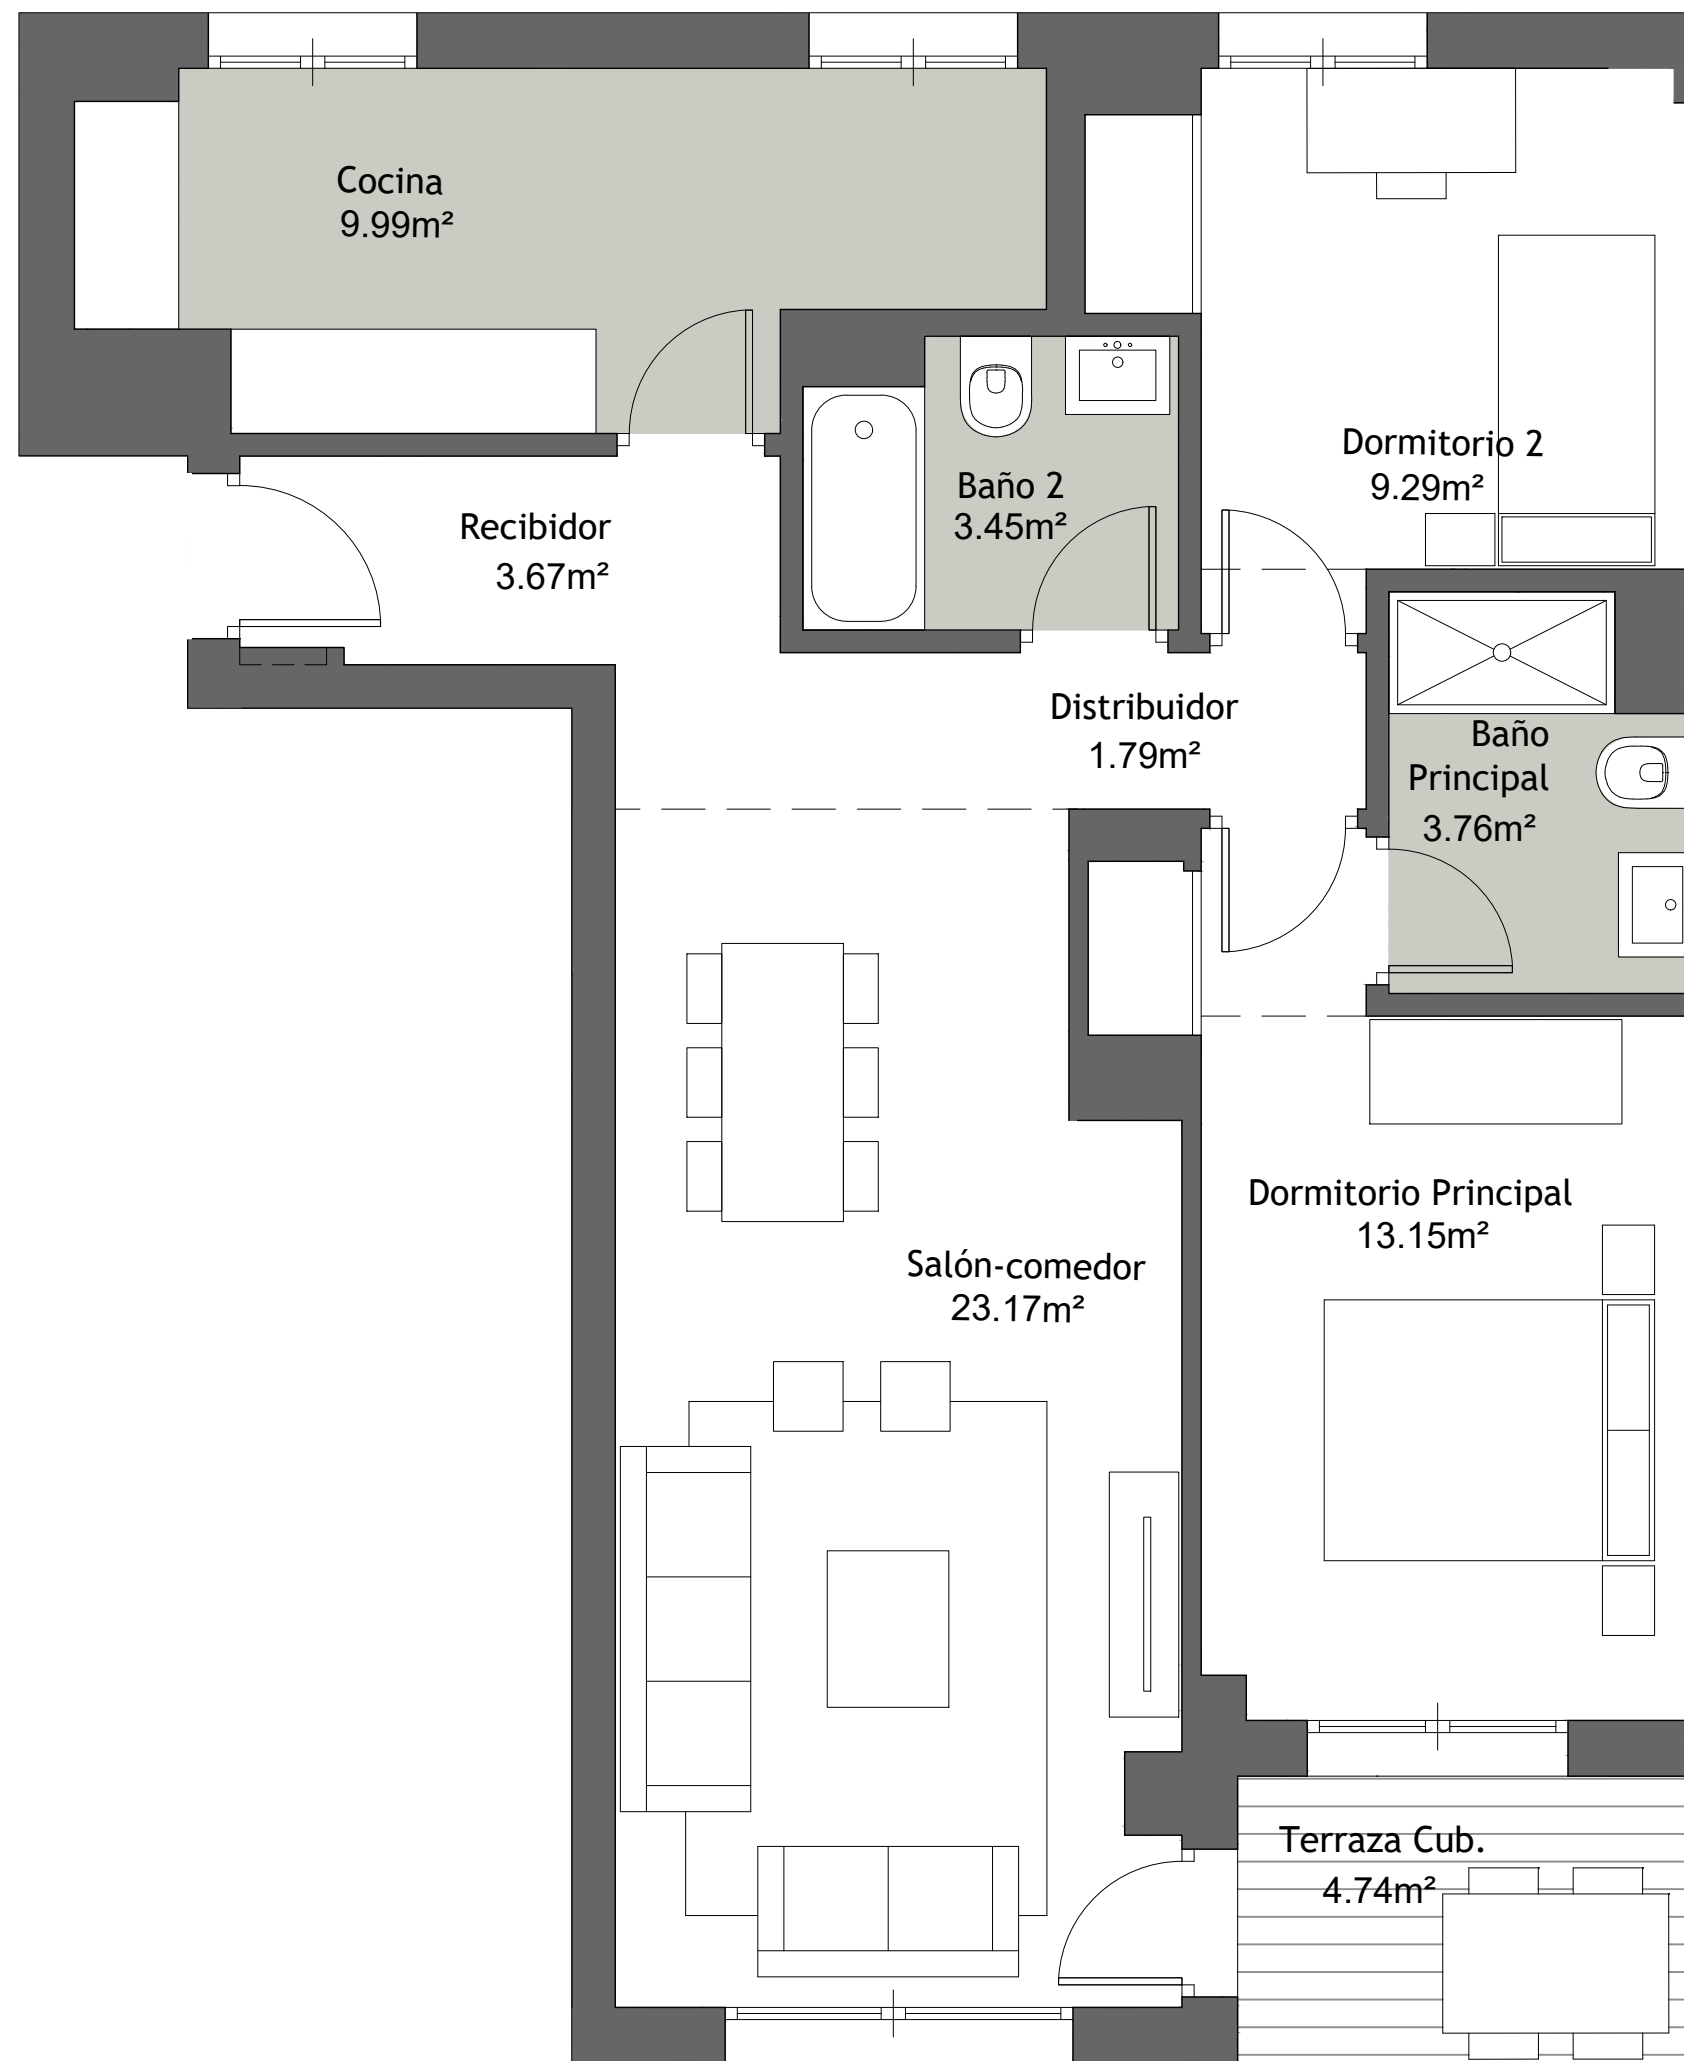 Cocina
9.99m²
Dormitorio 2
9.29m²
Baño 2
3.45m²
Recibidor
3.67m²
Distribuidor
1.79m²
Baño
Principal
3.76m²
Dormitorio Principal
13.15m²
Salón-comedor
23.17m²
Terraza Cub.
4.74m²